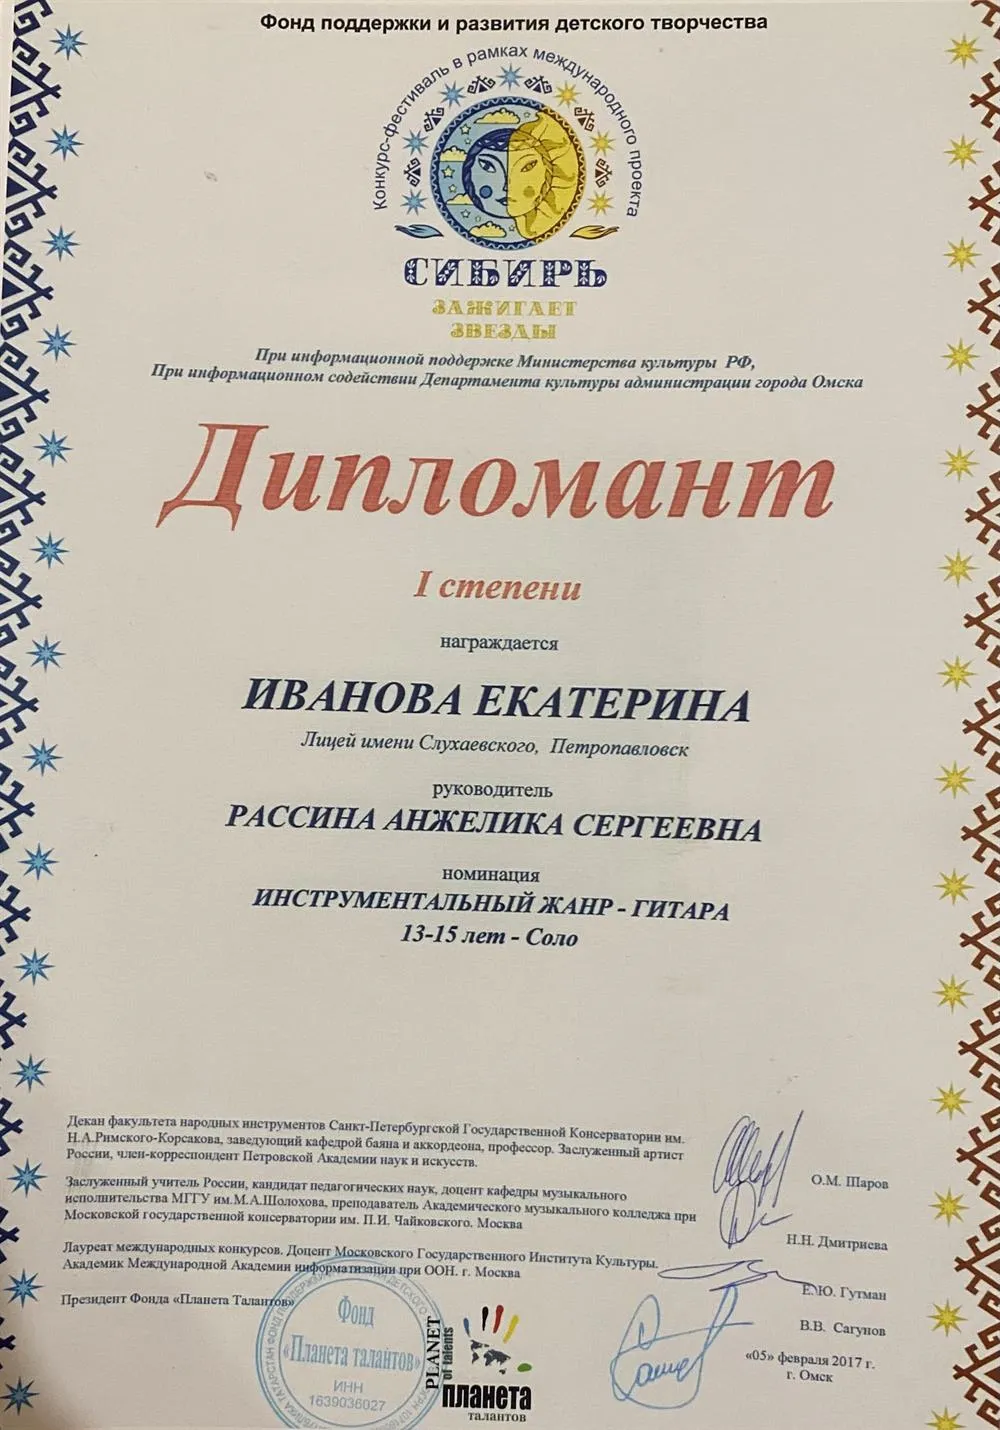 Фонд поддержки и развития детского творчества
Конкурс-фестиваль в рамках международного проекта
СИБИРЬ
ЗАЖИГАЕТ
ЗВЕЗДЫ
При информационной поддержке Министерства культуры РФ,
При информационном содействии Департамента культуры администрации города Омска
Дипломант
I степени
награждается
ИВАНОВА ЕКАТЕРИНА
Лицей имени Слухаевского, Петропавловск
руководитель
РАССИНА АНЖЕЛИКА СЕРГЕЕВНА
номинация
ИНСТРУМЕНТАЛЬНЫЙ ЖАНР - ГИТАРА
13-15 лет - Соло
Декан факультета народных инструментов Санкт-Петербургской Государственной Консерватории им.
Н.А.Римского-Корсакова, заведующий кафедрой баяна и аккордеона, профессор. Заслуженный артист
России, член-корреспондент Петровской Академии наук и искусств.
О.М. Шаров
Заслуженный учитель России, кандидат педагогических наук, доцент кафедры музыкального
исполнительства МГГУ им.М.А.Шолохова, преподаватель Академического музыкального колледжа при
Московской государственной консерватории им. П.И. Чайковского. Москва
Н.Н. Дмитриева
Лауреат международных конкурсов. Доцент Московского Государственного Института Культуры.
Академик Международной Академии информатизации при ООН. г. Москва
Е.Ю. Гутман
Президент Фонда «Планета Талантов»
В.В. Сагунов
Фонд
«Планета талантов»
ИНН
1639036027
PLANET
of talents
планета
талантов
«05» февраля 2017 г.
г. Омск